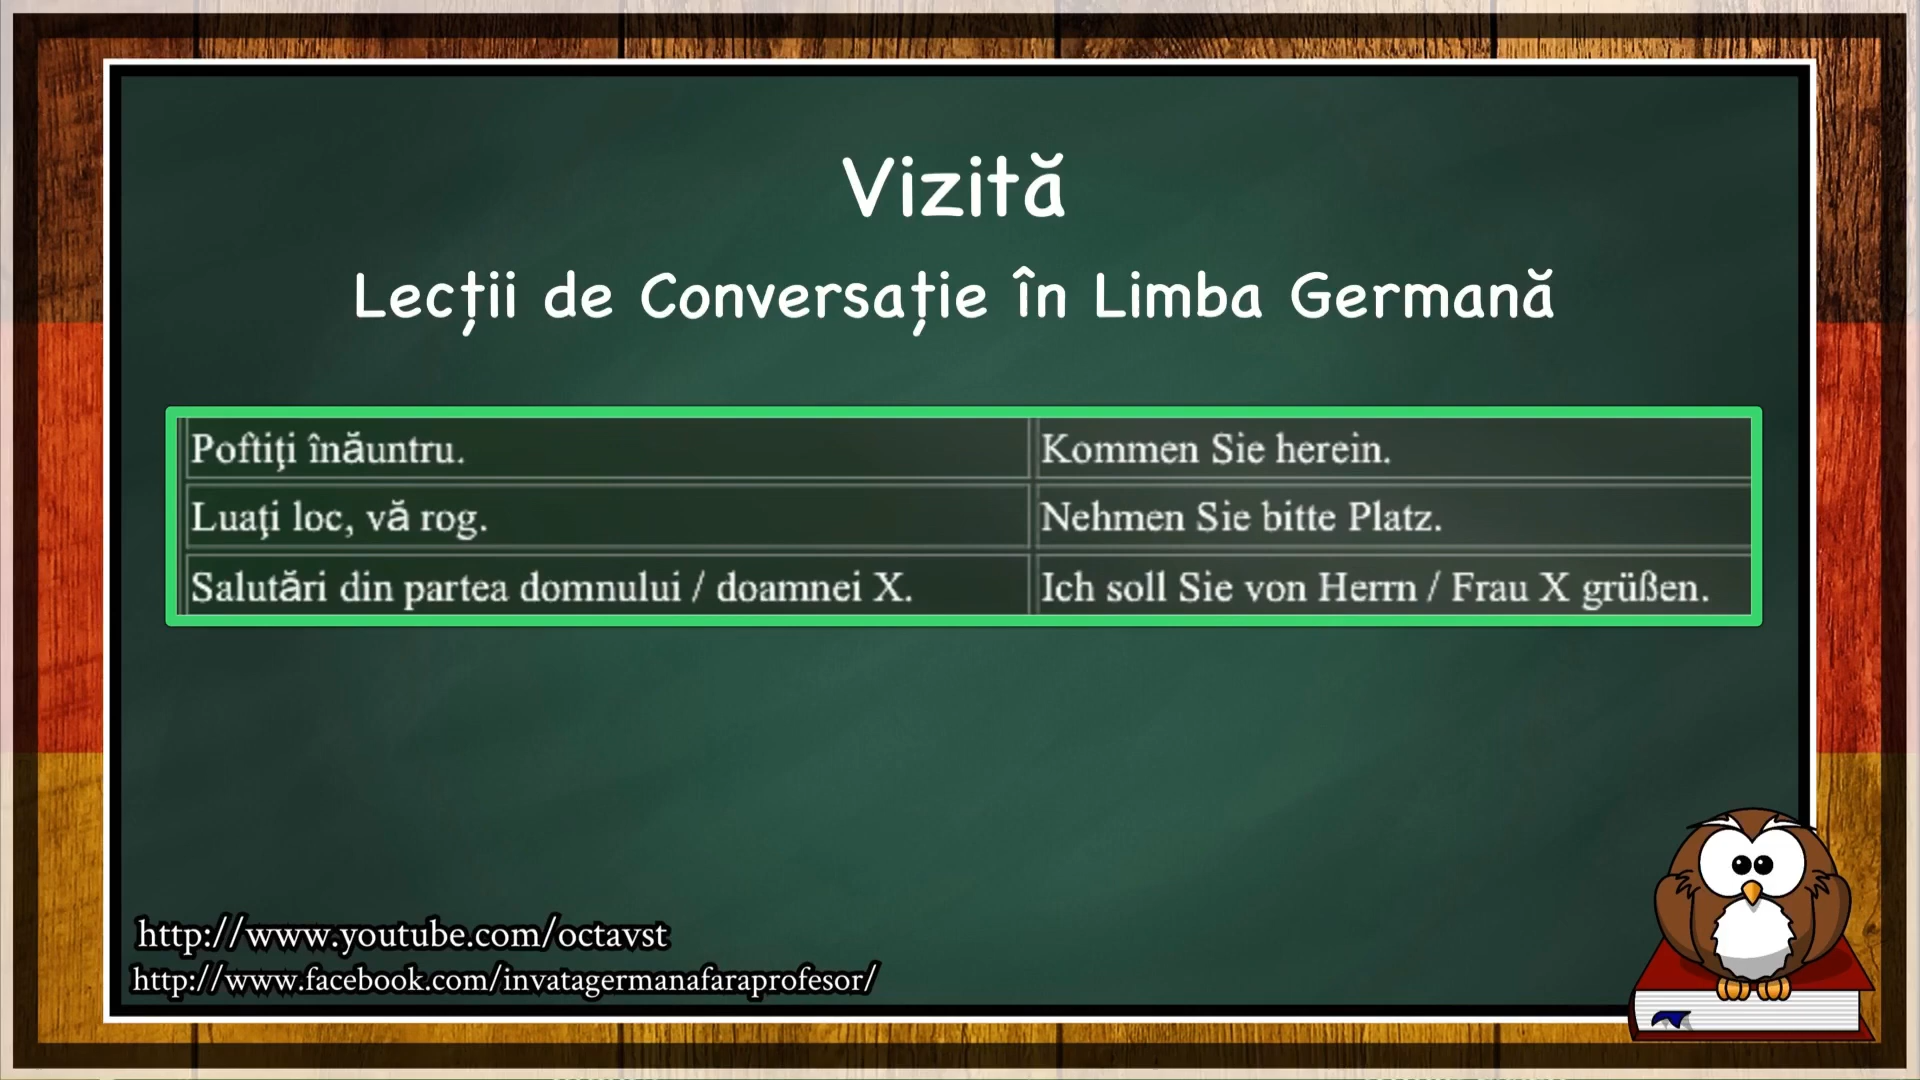 Vizită
Lecții de Conversație în Limba Germană
Poftiţi înăuntru. Kommen Sie herein.
Luaţi loc, vă rog. Nehmen Sie bitte Platz.
Salutări din partea domnului / doamnei X. Ich soll Sie von Herrn / Frau X grüßen.
http://www.youtube.com/octavst
http://www.facebook.com/invatagermanafaraprofesor/